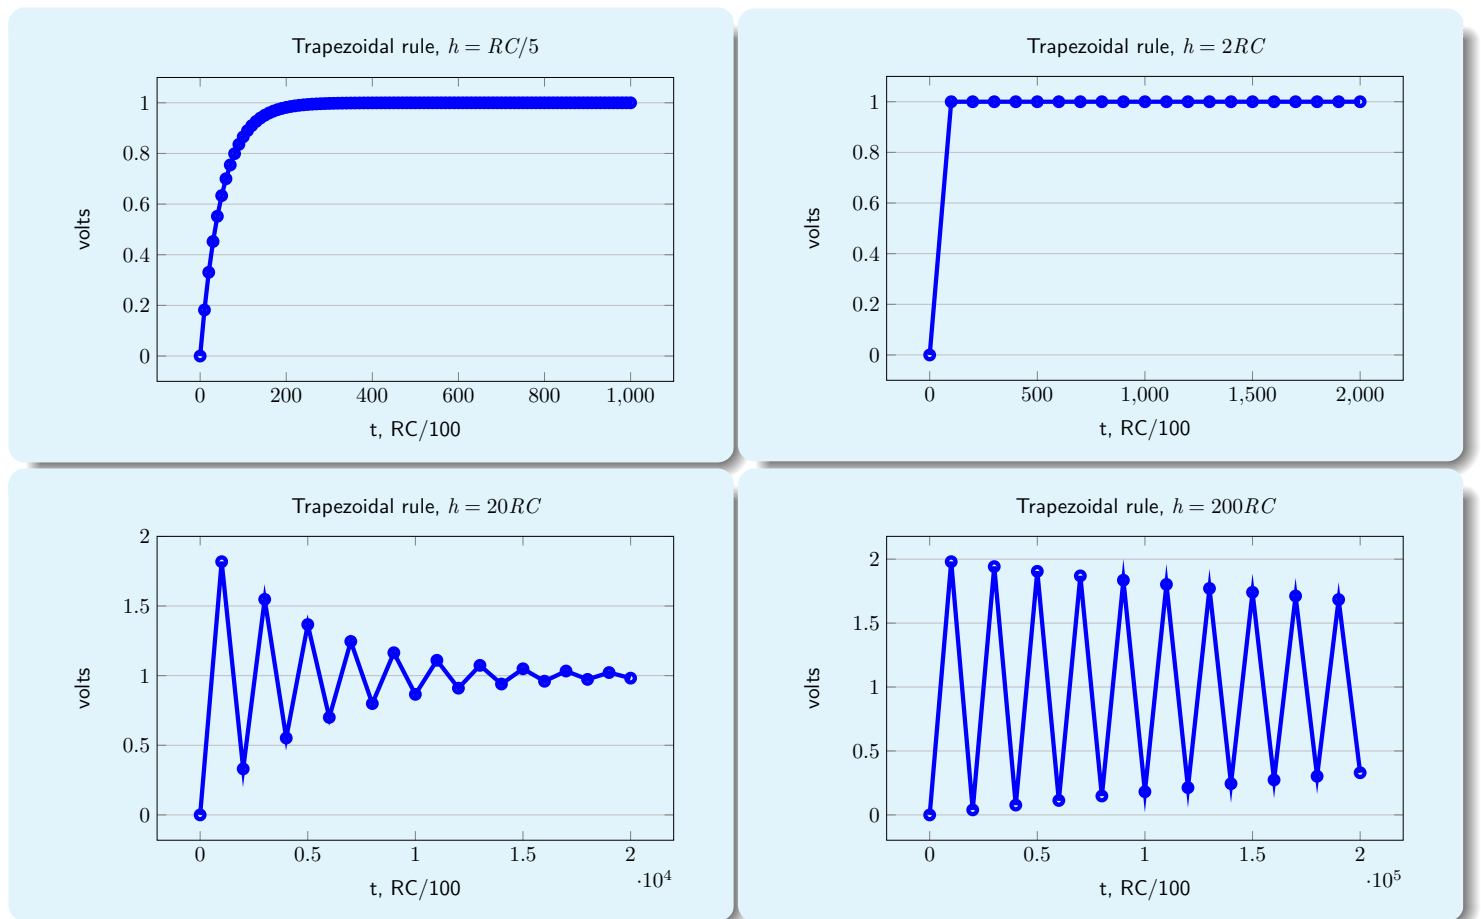 Trapezoidal rule, h = RC/5
1
0.8
0.6
0.4
0.2
0
volts
0 200 400 600 800 1,000
t, RC/100
Trapezoidal rule, h = 2RC
1
0.8
0.6
0.4
0.2
0
volts
0 500 1,000 1,500 2,000
t, RC/100
Trapezoidal rule, h = 20RC
2
1.5
1
0.5
0
volts
0 0.5 1 1.5 2
·10⁴
t, RC/100
Trapezoidal rule, h = 200RC
2
1.5
1
0.5
0
volts
0 0.5 1 1.5 2
·10⁵
t, RC/100